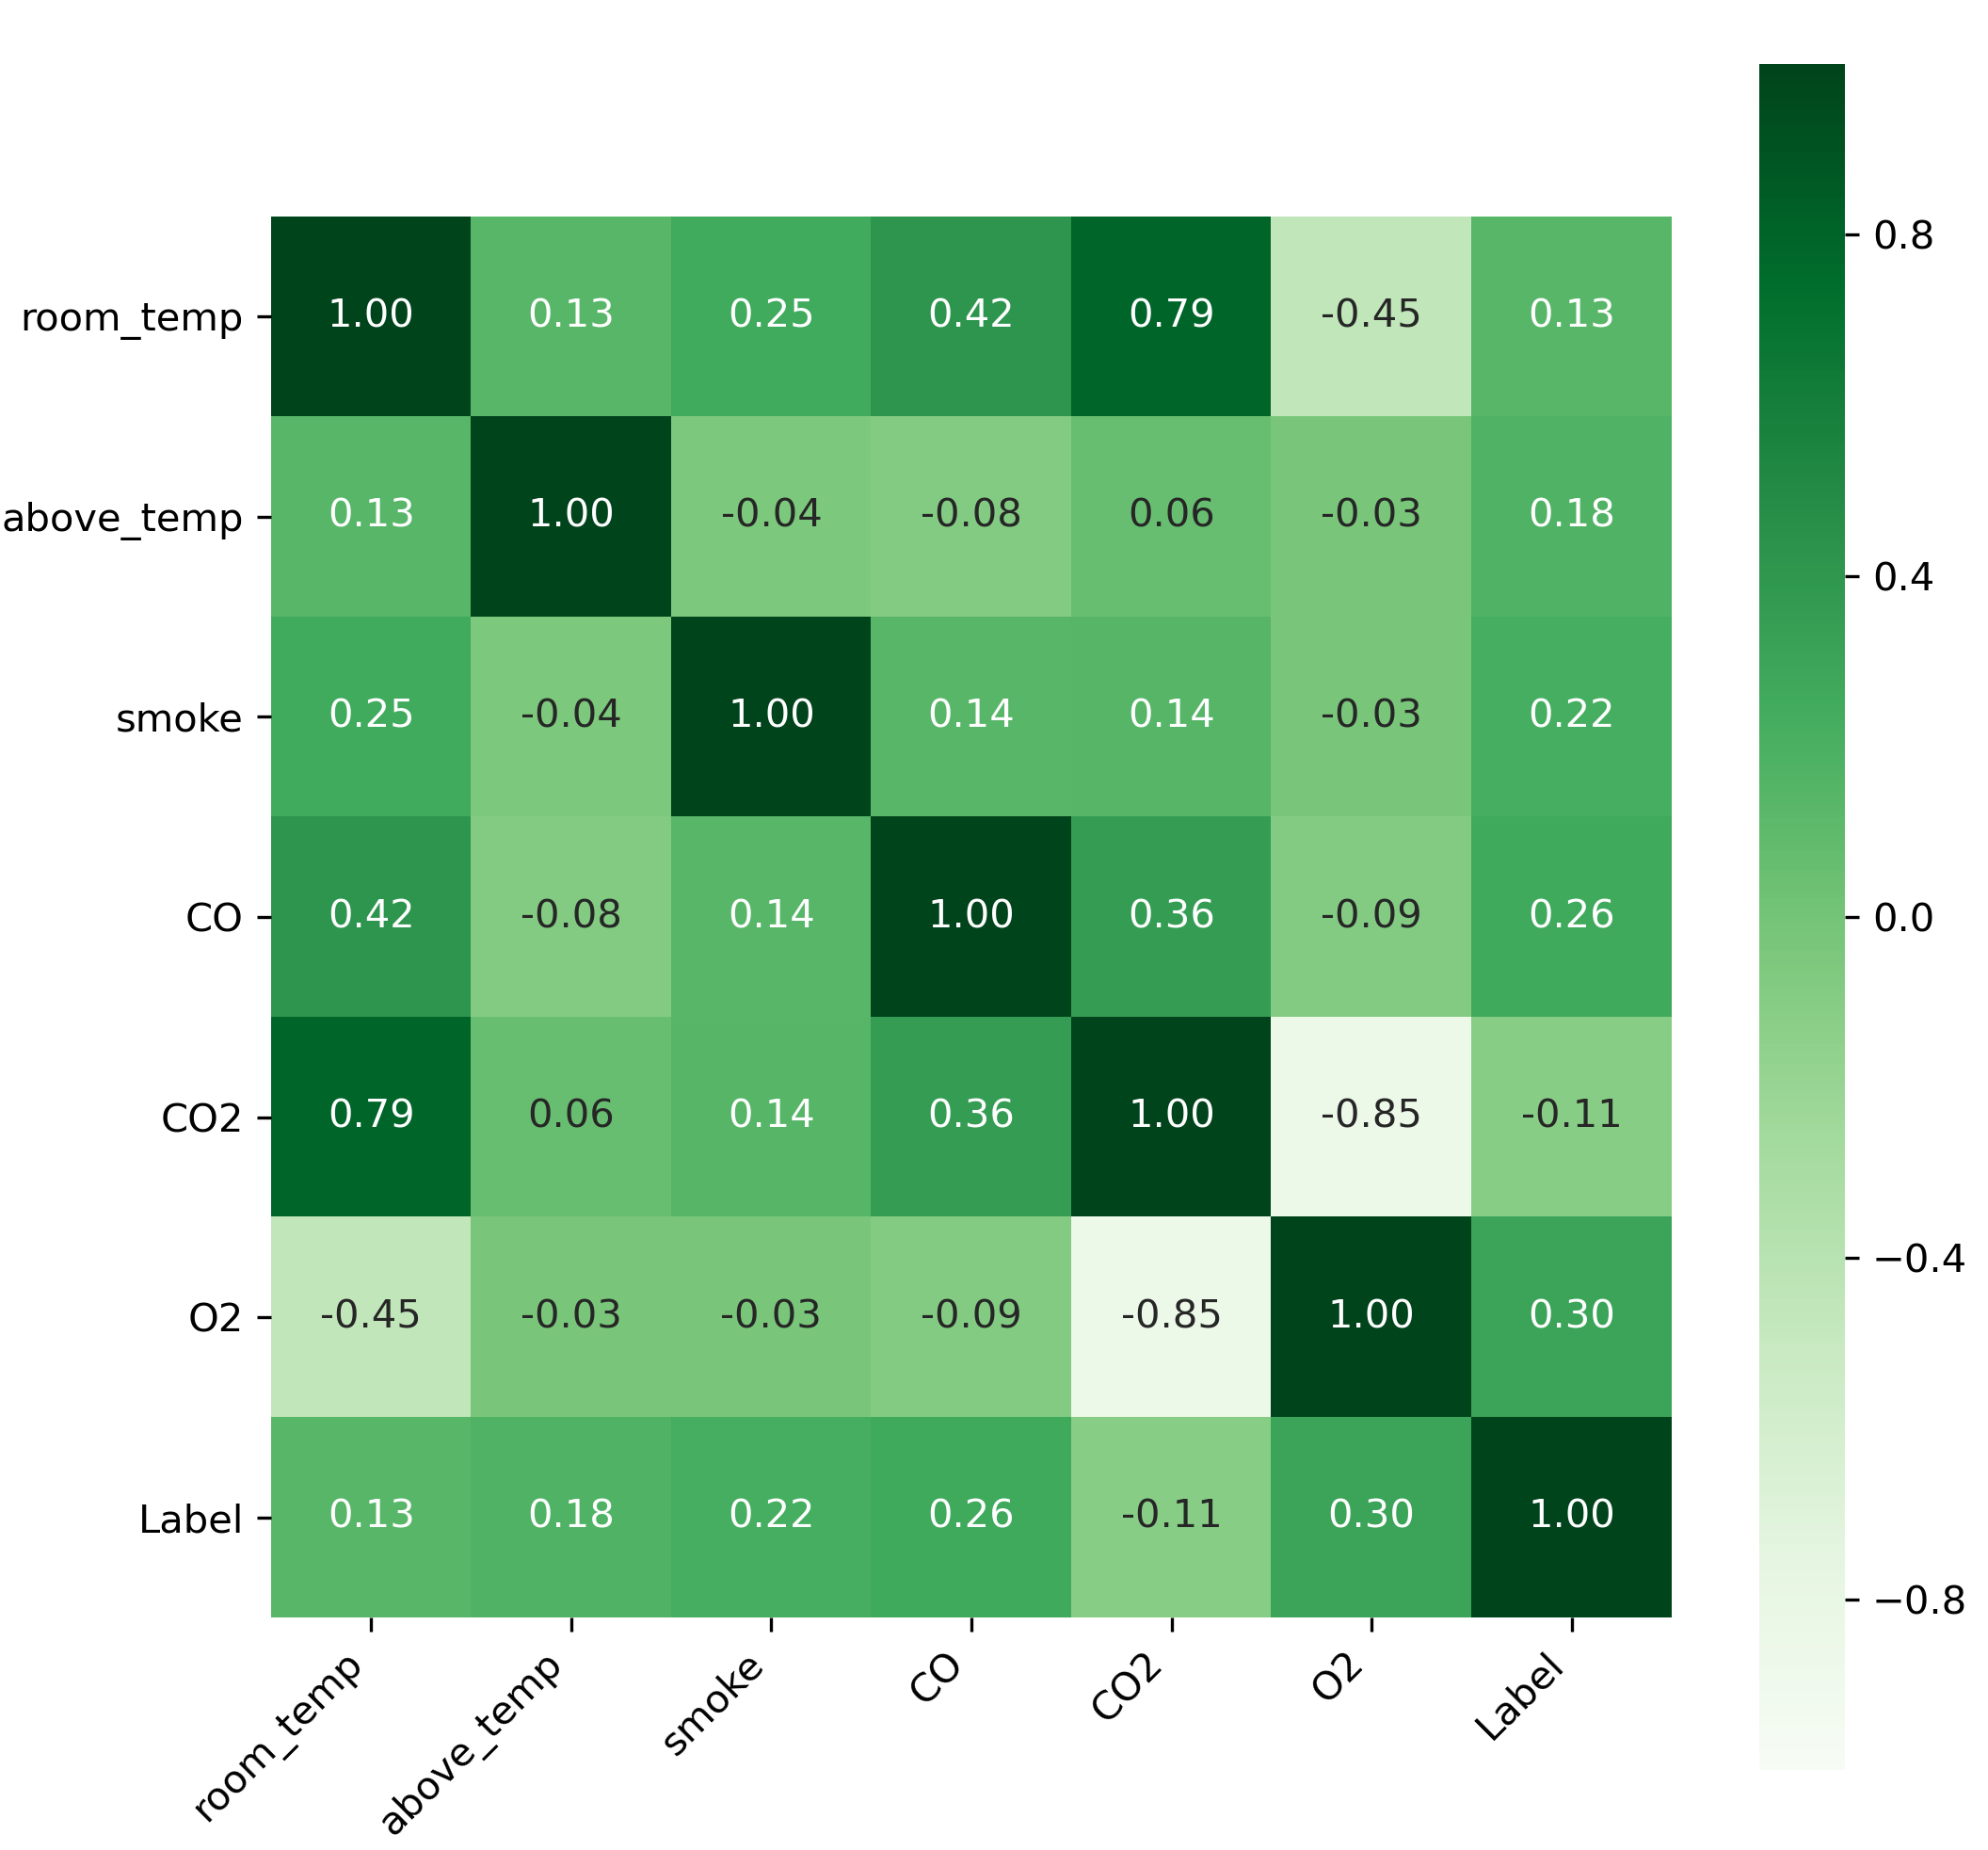 room_temp 1.00 0.13 0.25 0.42 0.79 -0.45 0.13
above_temp 0.13 1.00 -0.04 -0.08 0.06 -0.03 0.18
smoke 0.25 -0.04 1.00 0.14 0.14 -0.03 0.22
CO 0.42 -0.08 0.14 1.00 0.36 -0.09 0.26
CO2 0.79 0.06 0.14 0.36 1.00 -0.85 -0.11
O2 -0.45 -0.03 -0.03 -0.09 -0.85 1.00 0.30
Label 0.13 0.18 0.22 0.26 -0.11 0.30 1.00
room_temp above_temp smoke CO CO2 O2 Label
0.8
0.4
0.0
−0.4
−0.8